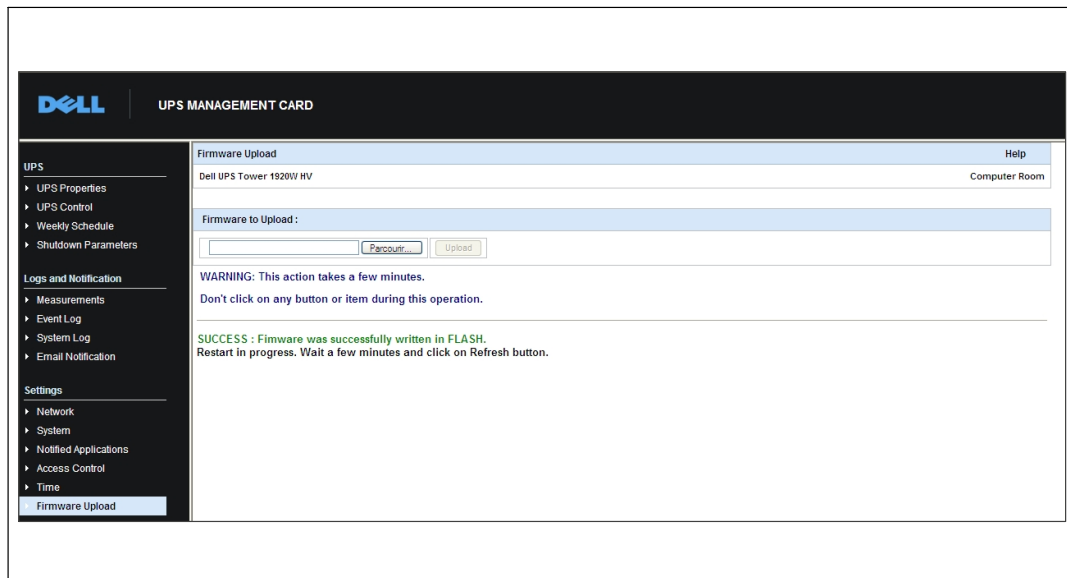 DELL
UPS MANAGEMENT CARD
UPS
UPS Properties
UPS Control
Weekly Schedule
Shutdown Parameters
Logs and Notification
Measurements
Event Log
System Log
Email Notification
Settings
Network
System
Notified Applications
Access Control
Time
Firmware Upload
Firmware Upload Help
Dell UPS Tower 1920W HV Computer Room
Firmware to Upload :
Parcourir... Upload
WARNING: This action takes a few minutes.
Don't click on any button or item during this operation.
SUCCESS : Fimware was successfully written in FLASH.
Restart in progress. Wait a few minutes and click on Refresh button.